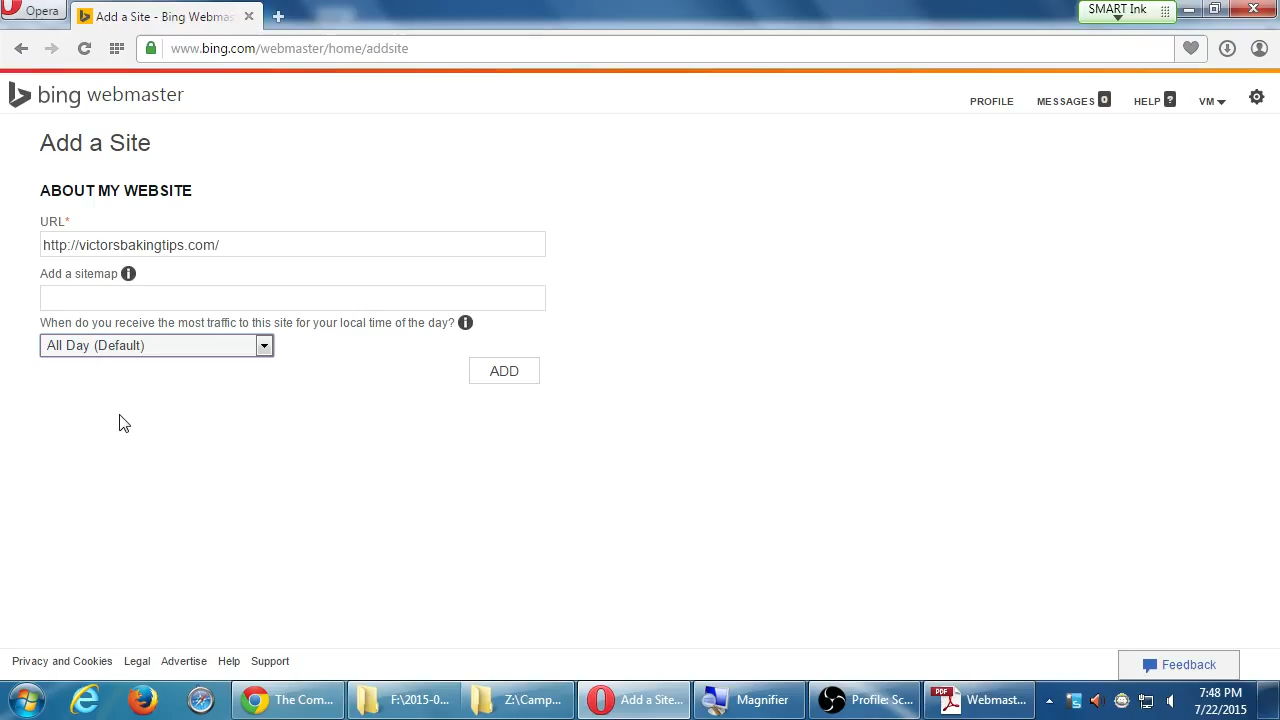 Opera
Add a Site - Bing Webmas
SMART Ink
www.bing.com/webmaster/home/addsite
bing webmaster
PROFILE
MESSAGES 0
HELP ?
VM
Add a Site
ABOUT MY WEBSITE
URL*
http://victorsbakingtips.com/
Add a sitemap
When do you receive the most traffic to this site for your local time of the day?
All Day (Default)
ADD
Privacy and Cookies Legal Advertise Help Support
Feedback
The Com...
F:\2015-0...
Z:\Camp...
Add a Site...
Magnifier
Profile: Sc...
PDF
Webmast...
7:48 PM
7/22/2015